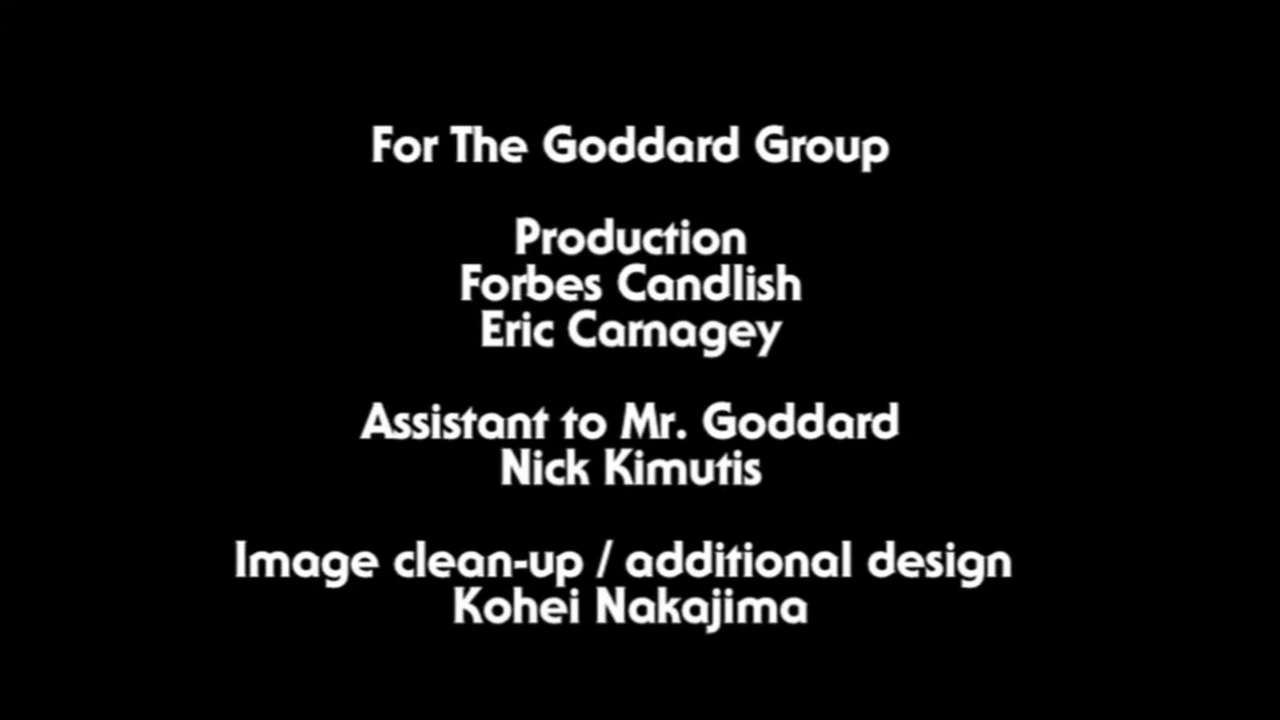 For The Goddard Group
Production
Forbes Candlish
Eric Carnagey
Assistant to Mr. Goddard
Nick Kimutis
Image clean-up / additional design
Kohei Nakajima